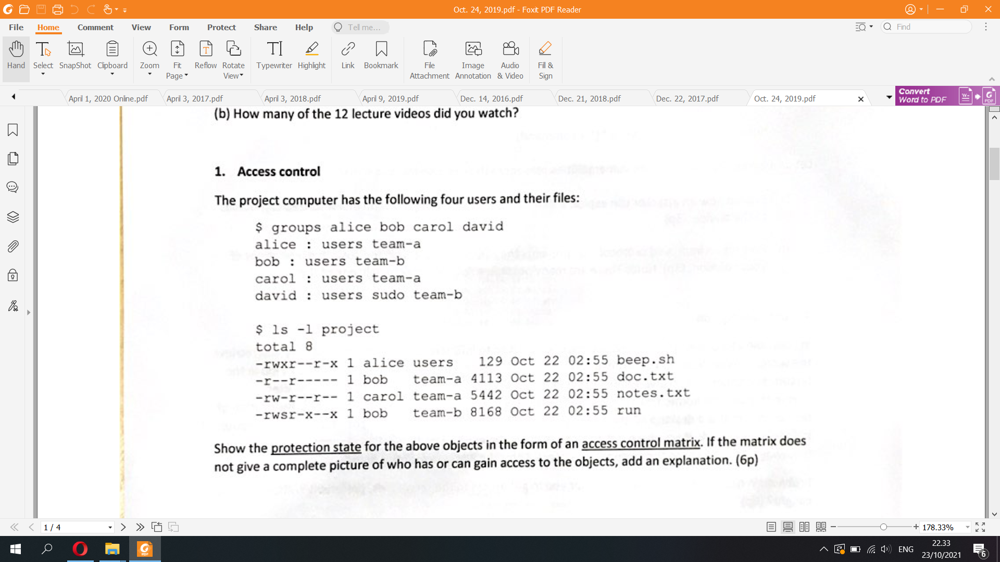 Oct. 24, 2019.pdf - Foxit PDF Reader
File Home Comment View Form Protect Share Help Tell me... Find
Hand Select SnapShot Clipboard Zoom Fit Page Reflow Rotate View Typewriter Highlight Link Bookmark File Attachment Image Annotation Audio & Video Fill & Sign
April 1, 2020 Online.pdf April 3, 2017.pdf April 3, 2018.pdf April 9, 2019.pdf Dec. 14, 2016.pdf Dec. 21, 2018.pdf Dec. 22, 2017.pdf Oct. 24, 2019.pdf
Convert
Word to PDF
(b) How many of the 12 lecture videos did you watch?
1. Access control
The project computer has the following four users and their files:
$ groups alice bob carol david
alice : users team-a
bob : users team-b
carol : users team-a
david : users sudo team-b
$ ls -l project
total 8
-rwxr--r-x 1 alice users 129 Oct 22 02:55 beep.sh
-r--r----- 1 bob team-a 4113 Oct 22 02:55 doc.txt
-rw-r--r-- 1 carol team-a 5442 Oct 22 02:55 notes.txt
-rwsr-x--x 1 bob team-b 8168 Oct 22 02:55 run
Show the protection state for the above objects in the form of an access control matrix. If the matrix does
not give a complete picture of who has or can gain access to the objects, add an explanation. (6p)
1 / 4
178.33%
ENG
22.33
23/10/2021
6